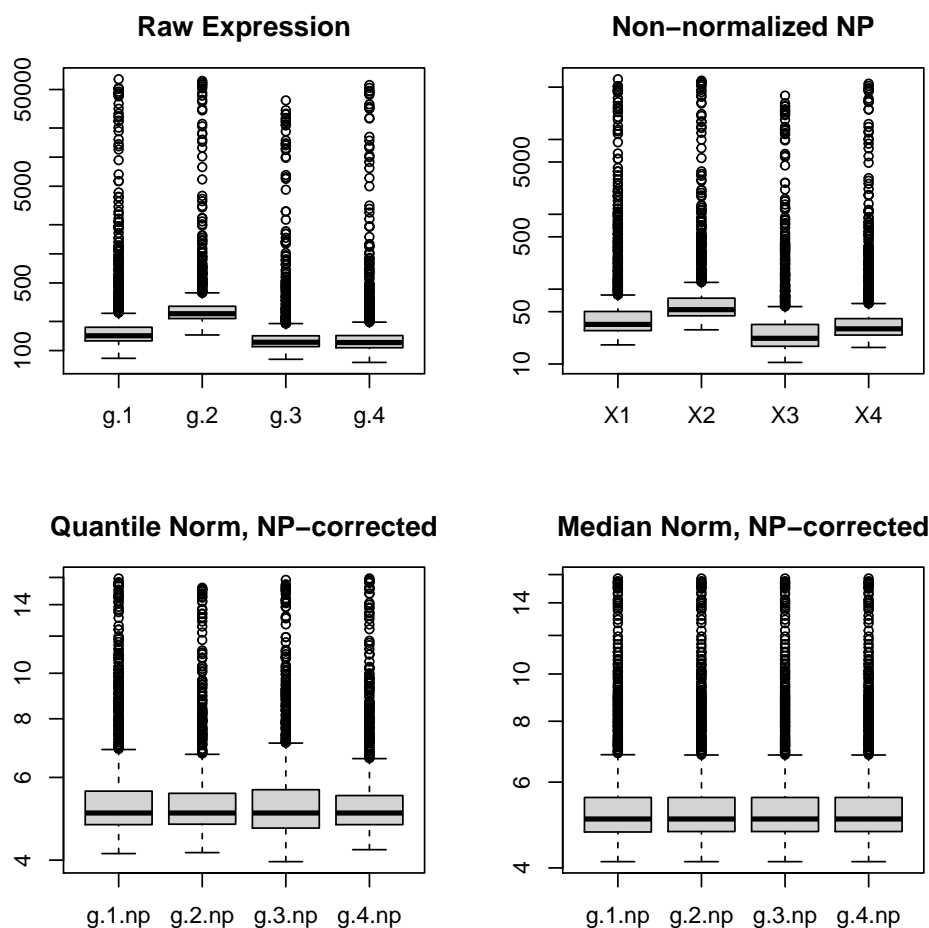 Raw Expression
50000
5000
500
100
g.1 g.2 g.3 g.4
Non−normalized NP
5000
500
50
10
X1 X2 X3 X4
Quantile Norm, NP−corrected
14
10
8
6
4
g.1.np g.2.np g.3.np g.4.np
Median Norm, NP−corrected
14
10
8
6
4
g.1.np g.2.np g.3.np g.4.np